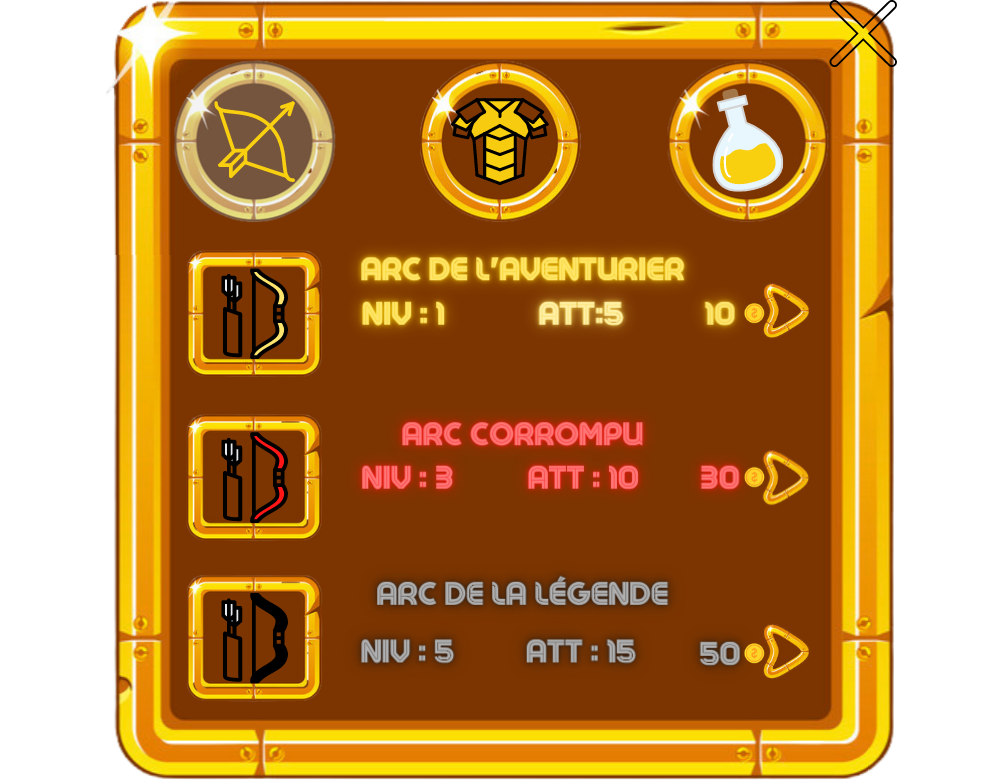 ARC DE L'AVENTURIER
NIV : 1 ATT:5 10
ARC CORROMPU
NIV : 3 ATT : 10 30
ARC DE LA LÉGENDE
NIV : 5 ATT : 15 50